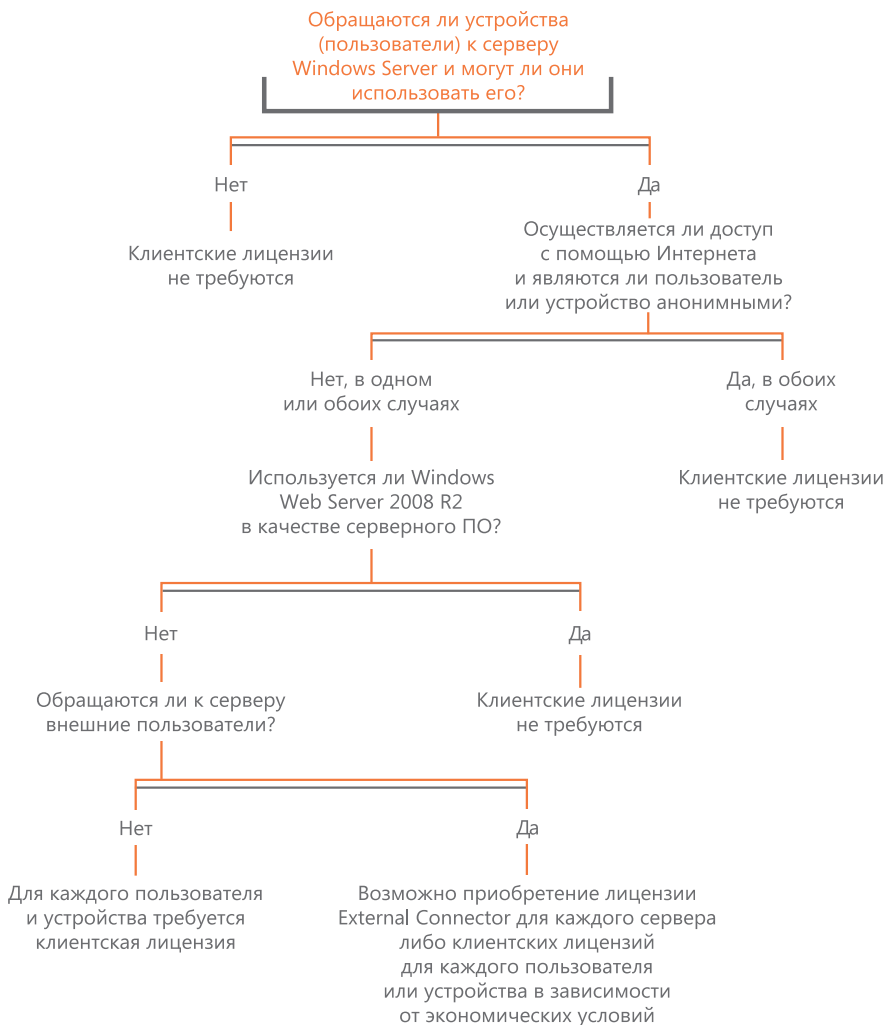 Обращаются ли устройства
(пользователи) к серверу
Windows Server и могут ли они
использовать его?
Нет
Да
Клиентские лицензии
не требуются
Осуществляется ли доступ
с помощью Интернета
и являются ли пользователь
или устройство анонимными?
Нет, в одном
или обоих случаях
Да, в обоих
случаях
Используется ли Windows
Web Server 2008 R2
в качестве серверного ПО?
Клиентские лицензии
не требуются
Нет
Да
Обращаются ли к серверу
внешние пользователи?
Клиентские лицензии
не требуются
Нет
Да
Для каждого пользователя
и устройства требуется
клиентская лицензия
Возможно приобретение лицензии
External Connector для каждого сервера
либо клиентских лицензий
для каждого пользователя
или устройства в зависимости
от экономических условий